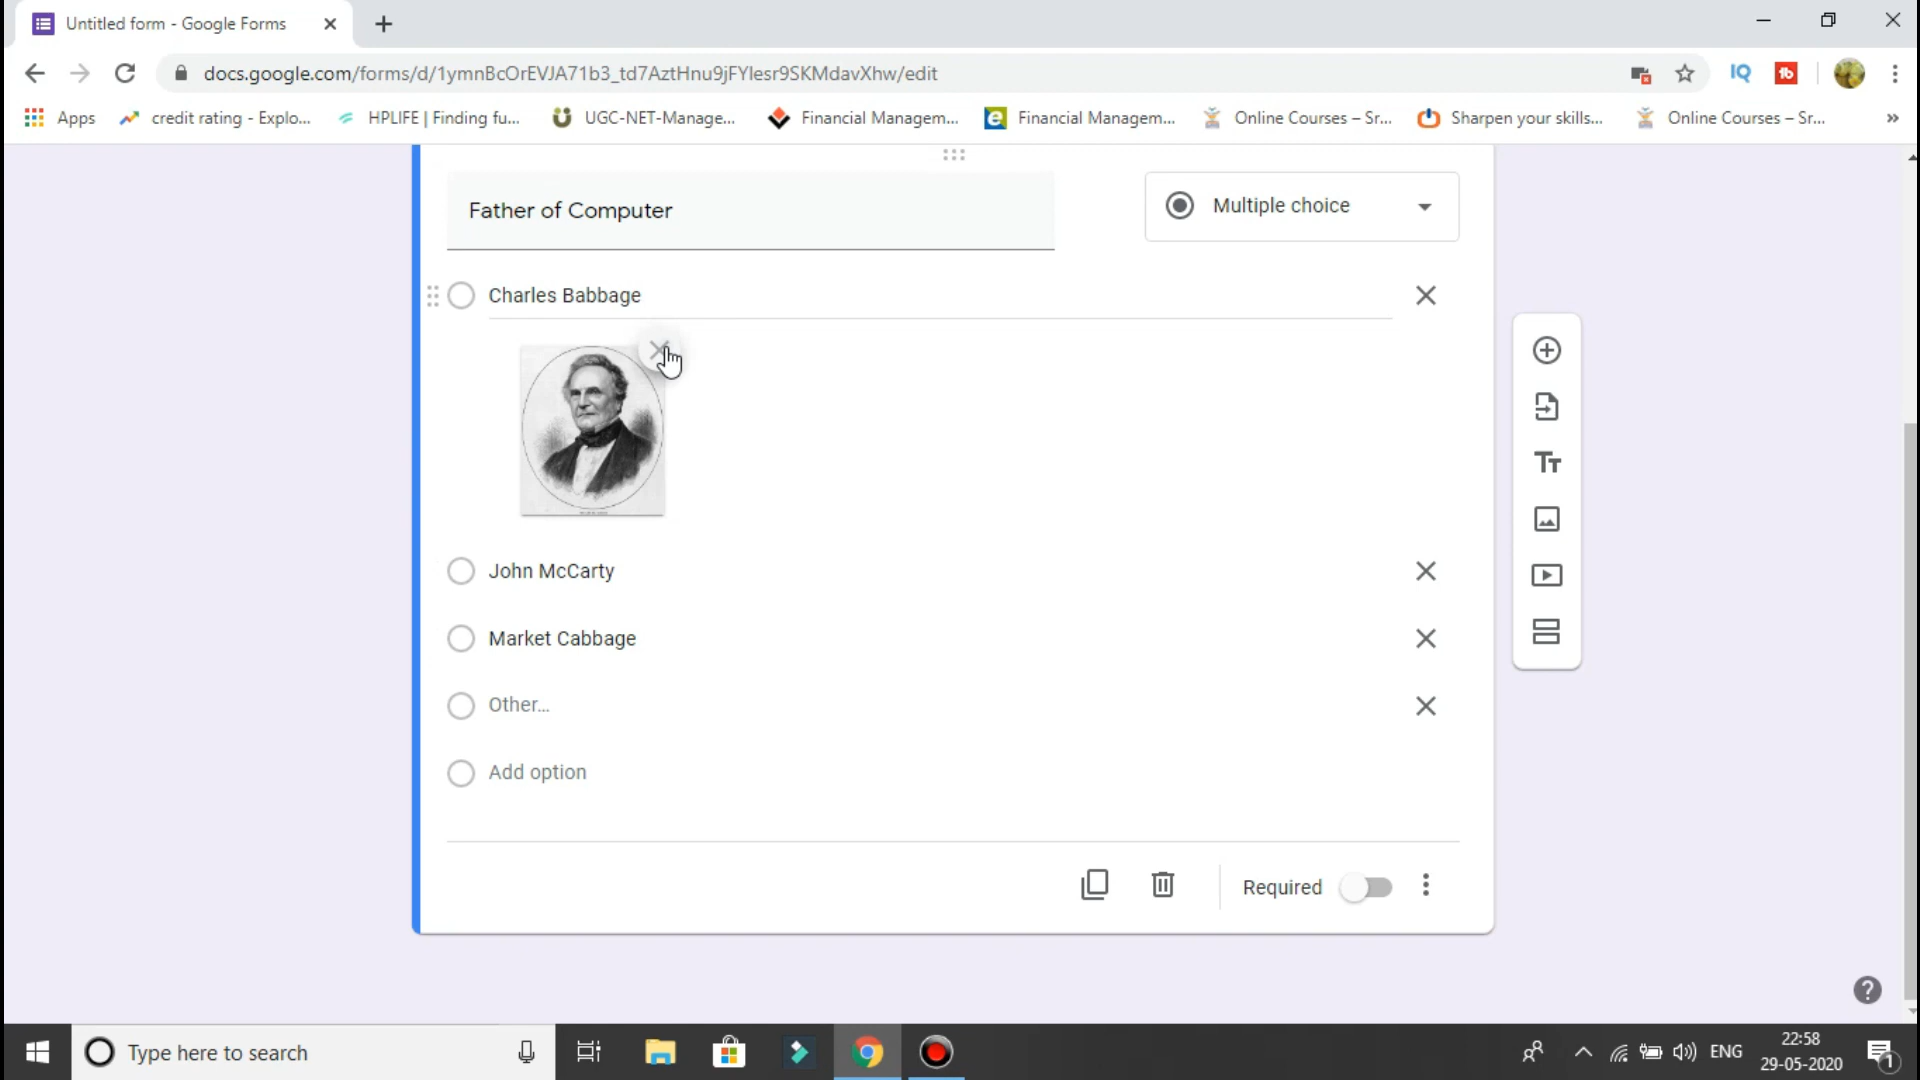 Untitled form - Google Forms
docs.google.com/forms/d/1ymnBcOrEVJA71b3_td7AztHnu9jFYlesr9SKMdavXhw/edit
IQ
Apps
credit rating - Explo...
HPLIFE | Finding fu...
UGC-NET-Manage...
Financial Managem...
Financial Managem...
Online Courses – Sr...
Sharpen your skills...
Online Courses – Sr...
»
Father of Computer
Multiple choice
Charles Babbage
John McCarty
Market Cabbage
Other...
Add option
Required
Type here to search
ENG
22:58
29-05-2020
1